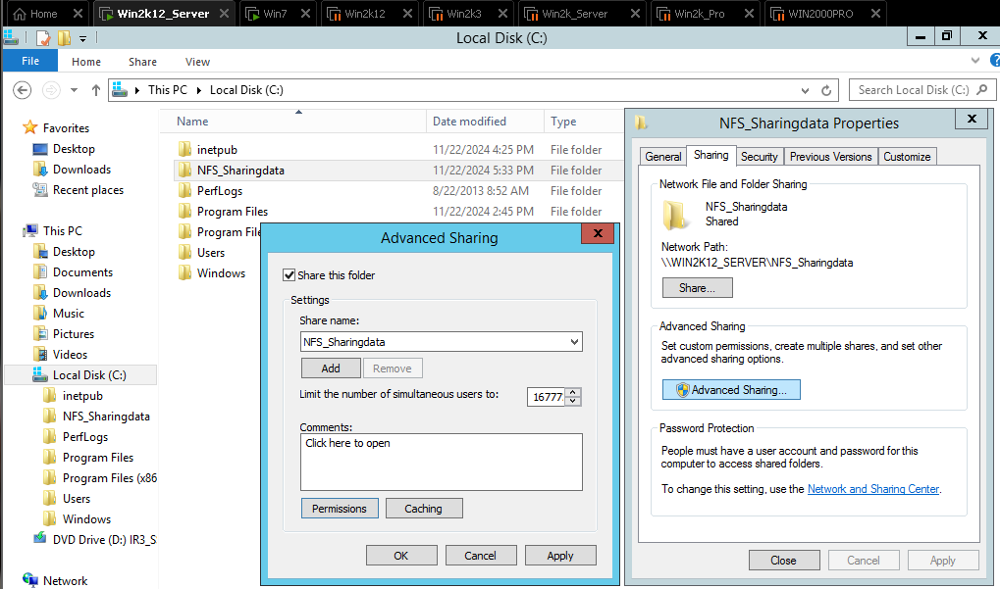 Home
Win2k12_Server
Win7
Win2k12
Win2k3
Win2k_Server
Win2k_Pro
WIN2000PRO
Local Disk (C:)
File
Home
Share
View
This PC
Local Disk (C:)
Search Local Disk (C:)
Name
Date modified
Type
Favorites
Desktop
Downloads
Recent places
This PC
Desktop
Documents
Downloads
Music
Pictures
Videos
Local Disk (C:)
inetpub
NFS_Sharingdata
PerfLogs
Program Files
Program Files (x86
Users
Windows
DVD Drive (D:) IR3_S
Network
inetpub 11/22/2024 4:25 PM File folder
NFS_Sharingdata 11/22/2024 5:33 PM File folder
PerfLogs 8/22/2013 8:52 AM File folder
Program Files 11/22/2024 2:45 PM File folder
Program File
Users
Windows
Advanced Sharing
Share this folder
Settings
Share name:
NFS_Sharingdata
Add
Remove
Limit the number of simultaneous users to:
16777
Comments:
Click here to open
Permissions
Caching
OK
Cancel
Apply
NFS_Sharingdata Properties
General
Sharing
Security
Previous Versions
Customize
Network File and Folder Sharing
NFS_Sharingdata
Shared
Network Path:
\\WIN2K12_SERVER\NFS_Sharingdata
Share...
Advanced Sharing
Set custom permissions, create multiple shares, and set other
advanced sharing options.
Advanced Sharing...
Password Protection
People must have a user account and password for this
computer to access shared folders.
To change this setting, use the Network and Sharing Center.
Close
Cancel
Apply